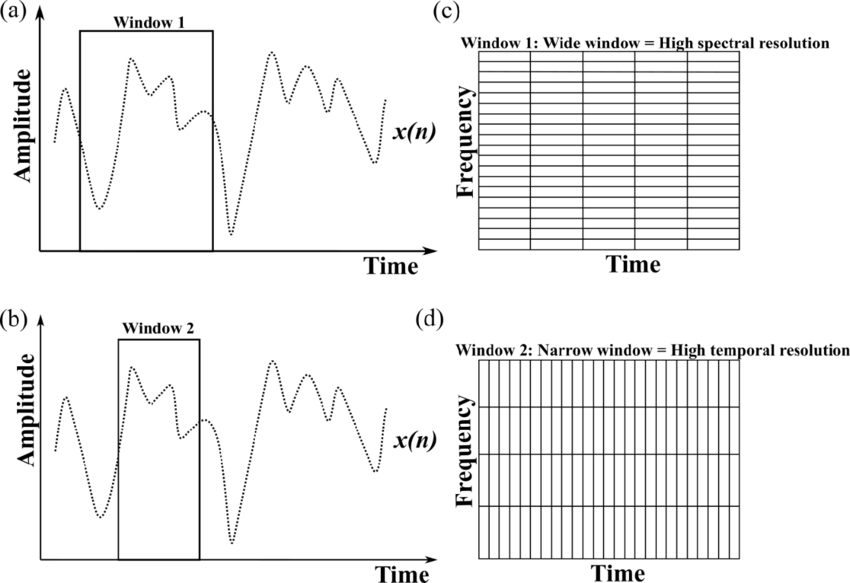 (a)
Window 1
Amplitude
x(n)
Time
(c)
Window 1: Wide window = High spectral resolution
Frequency
Time
(b)
Window 2
Amplitude
x(n)
Time
(d)
Window 2: Narrow window = High temporal resolution
Frequency
Time